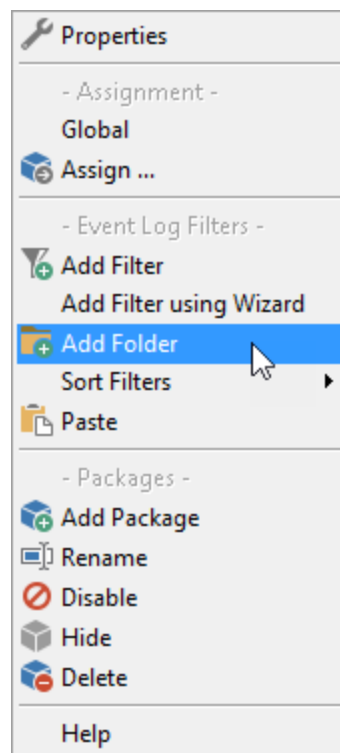 Properties
- Assignment -
Global
Assign ...
- Event Log Filters -
Add Filter
Add Filter using Wizard
Add Folder
Sort Filters
Paste
- Packages -
Add Package
Rename
Disable
Hide
Delete
Help